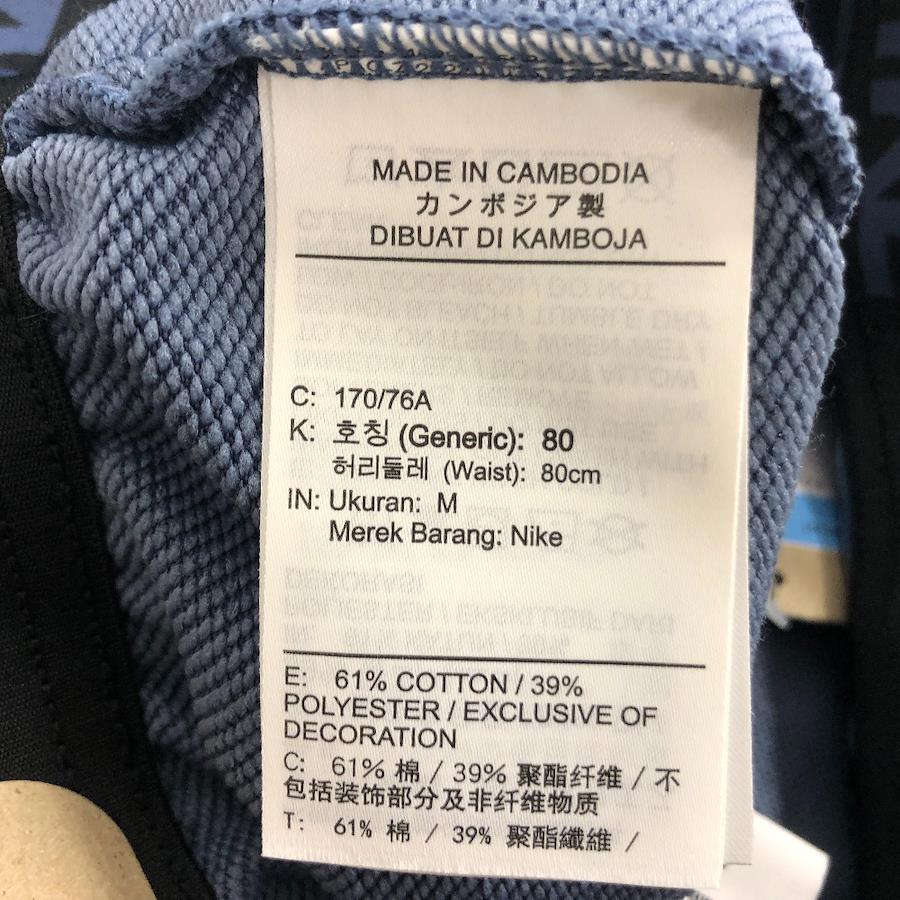 MADE IN CAMBODIA
カンボジア製
DIBUAT DI KAMBOJA
C: 170/76A
K: 호칭 (Generic): 80
허리둘레 (Waist): 80cm
IN: Ukuran: M
Merek Barang: Nike
E: 61% COTTON / 39%
POLYESTER / EXCLUSIVE OF
DECORATION
C: 61% 棉 / 39% 聚酯纤维 / 不
包括装饰部分及非纤维物质
T: 61% 棉 / 39% 聚酯纖維 /